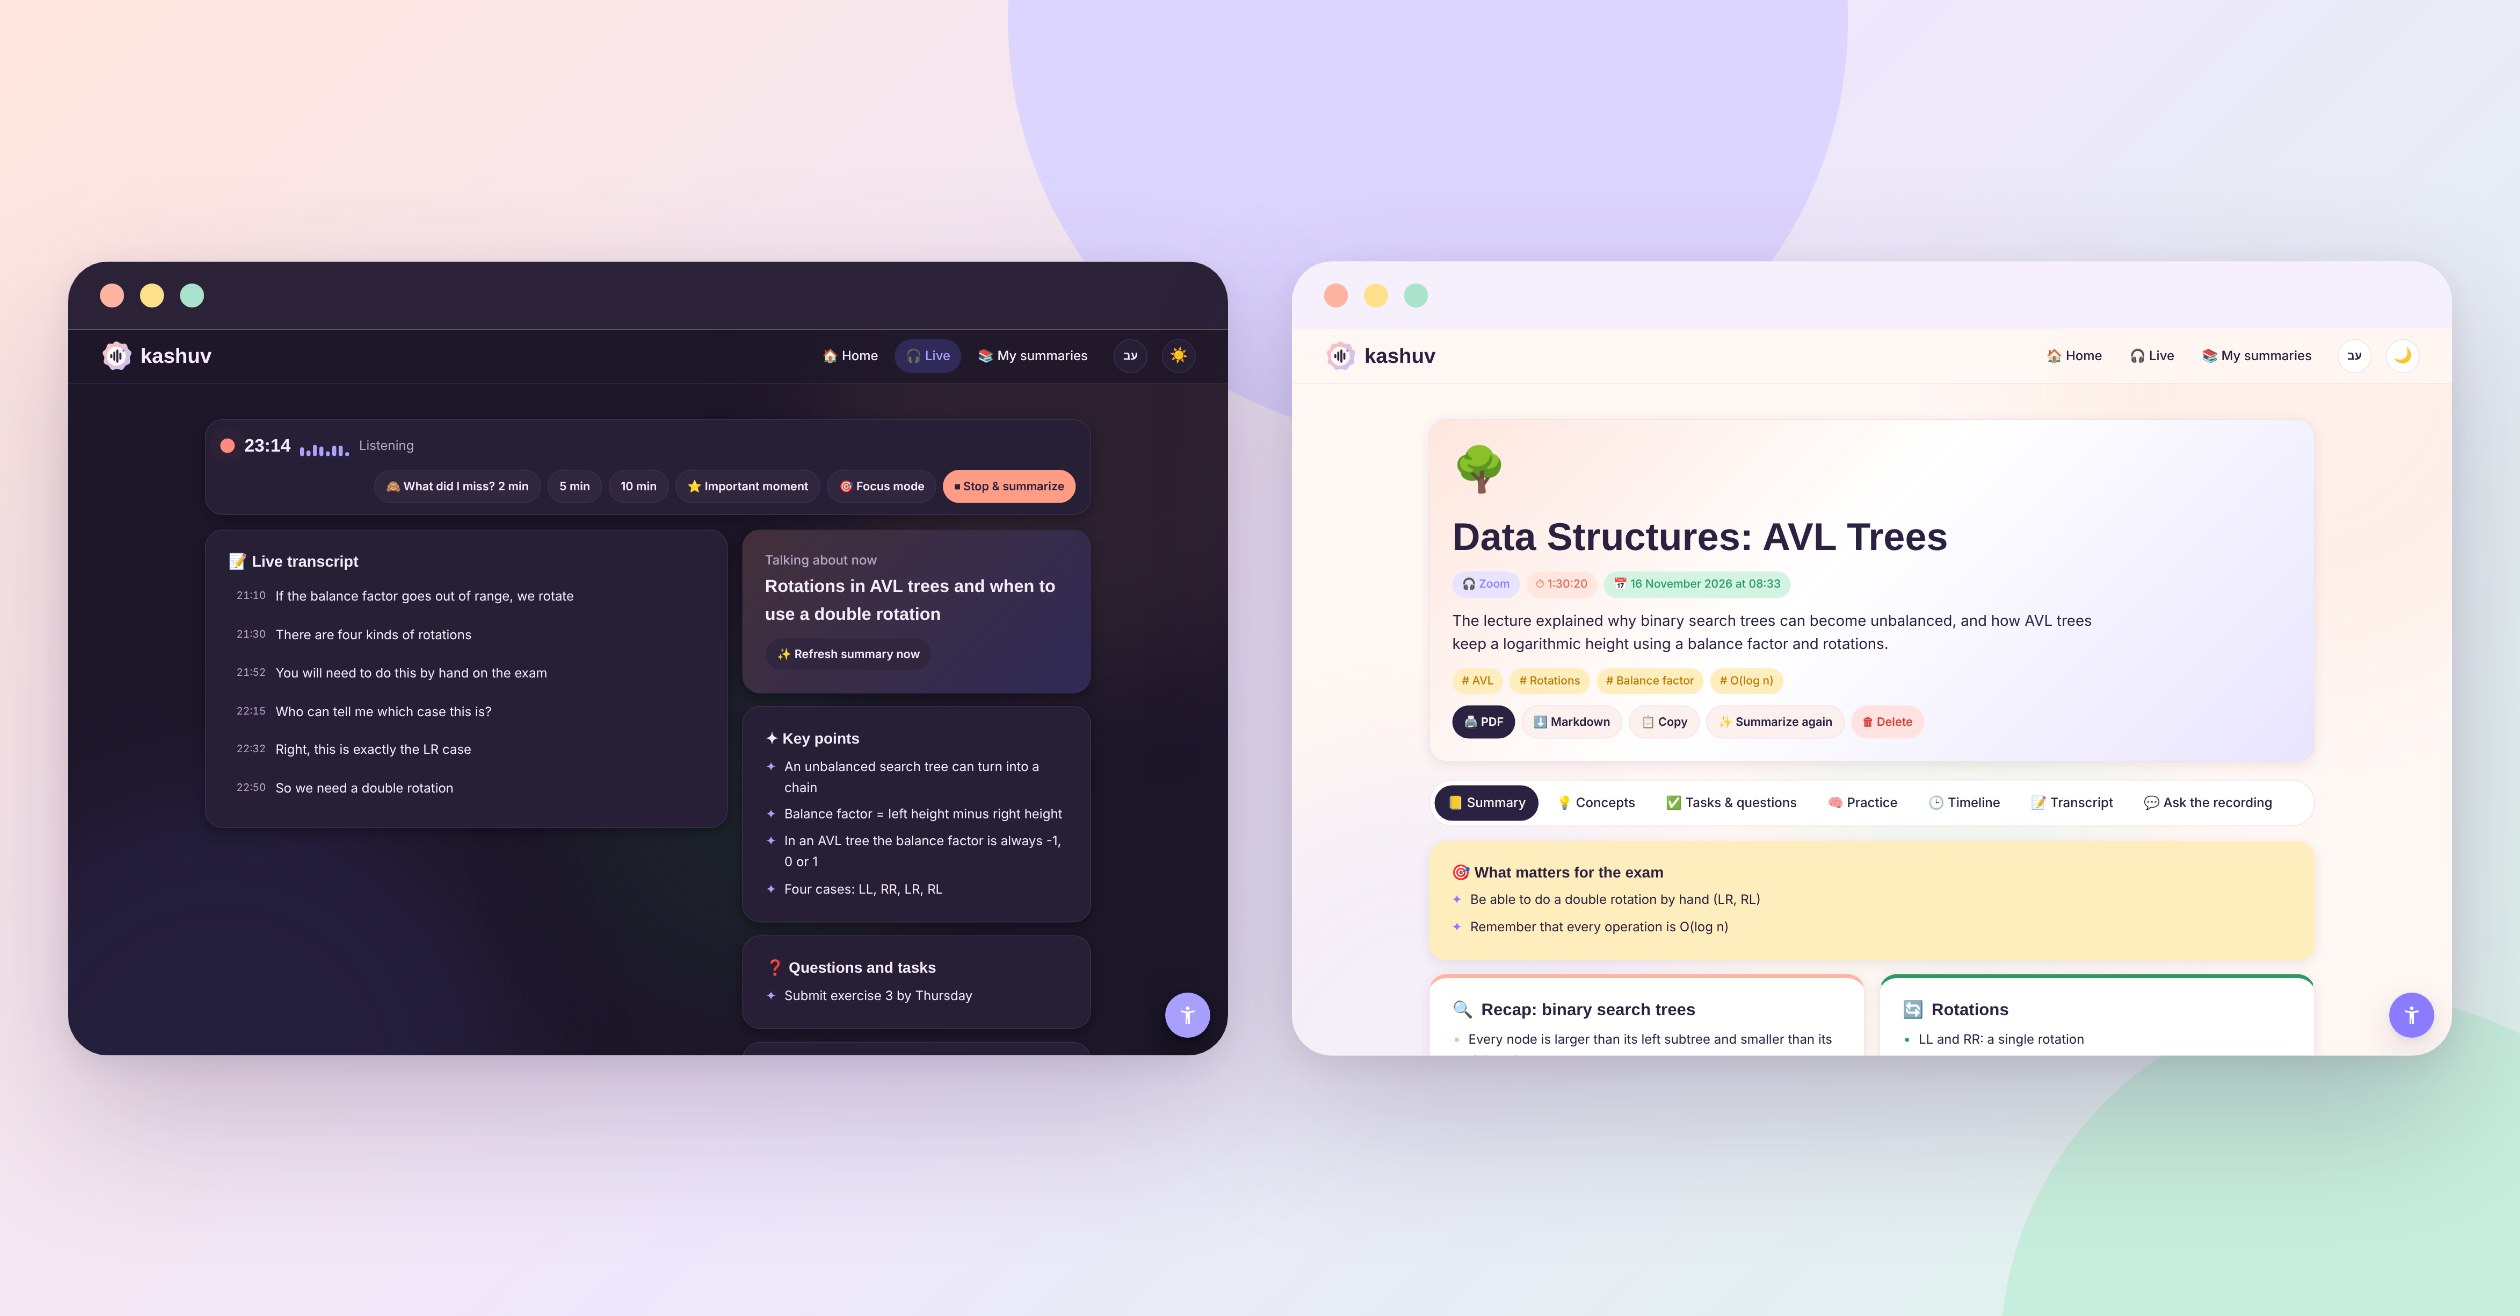 kashuv
🏠 Home
🎧 Live
📚 My summaries
עב
23:14
Listening
🙈 What did I miss? 2 min
5 min
10 min
⭐ Important moment
🎯 Focus mode
■ Stop & summarize
📝 Live transcript
21:10 If the balance factor goes out of range, we rotate
21:30 There are four kinds of rotations
21:52 You will need to do this by hand on the exam
22:15 Who can tell me which case this is?
22:32 Right, this is exactly the LR case
22:50 So we need a double rotation
Talking about now
Rotations in AVL trees and when to
use a double rotation
✨ Refresh summary now
✦ Key points
✦ An unbalanced search tree can turn into a
chain
✦ Balance factor = left height minus right height
✦ In an AVL tree the balance factor is always -1,
0 or 1
✦ Four cases: LL, RR, LR, RL
❓ Questions and tasks
✦ Submit exercise 3 by Thursday
kashuv
🏠 Home
🎧 Live
📚 My summaries
עב
Data Structures: AVL Trees
🎧 Zoom
⏱ 1:30:20
📅 16 November 2026 at 08:33
The lecture explained why binary search trees can become unbalanced, and how AVL trees
keep a logarithmic height using a balance factor and rotations.
# AVL
# Rotations
# Balance factor
# O(log n)
🖨️ PDF
⬇️ Markdown
📋 Copy
✨ Summarize again
🗑 Delete
📒 Summary
💡 Concepts
✅ Tasks & questions
🧠 Practice
🕒 Timeline
📝 Transcript
💬 Ask the recording
🎯 What matters for the exam
✦ Be able to do a double rotation by hand (LR, RL)
✦ Remember that every operation is O(log n)
🔍 Recap: binary search trees
▪ Every node is larger than its left subtree and smaller than its
🔄 Rotations
▪ LL and RR: a single rotation